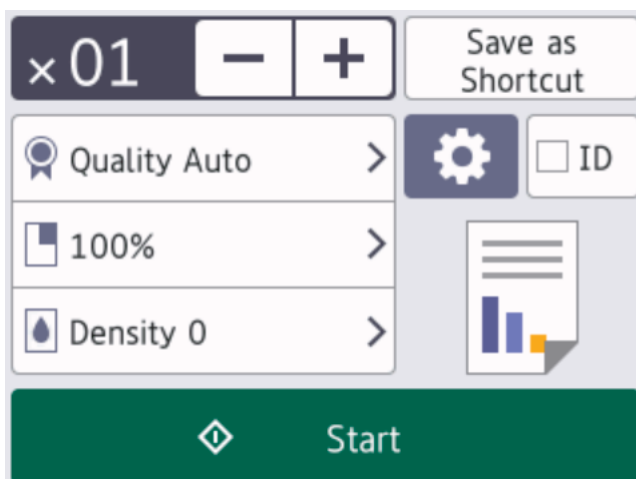 ×01
− +
Save as
Shortcut
Quality Auto
ID
100%
Density 0
Start